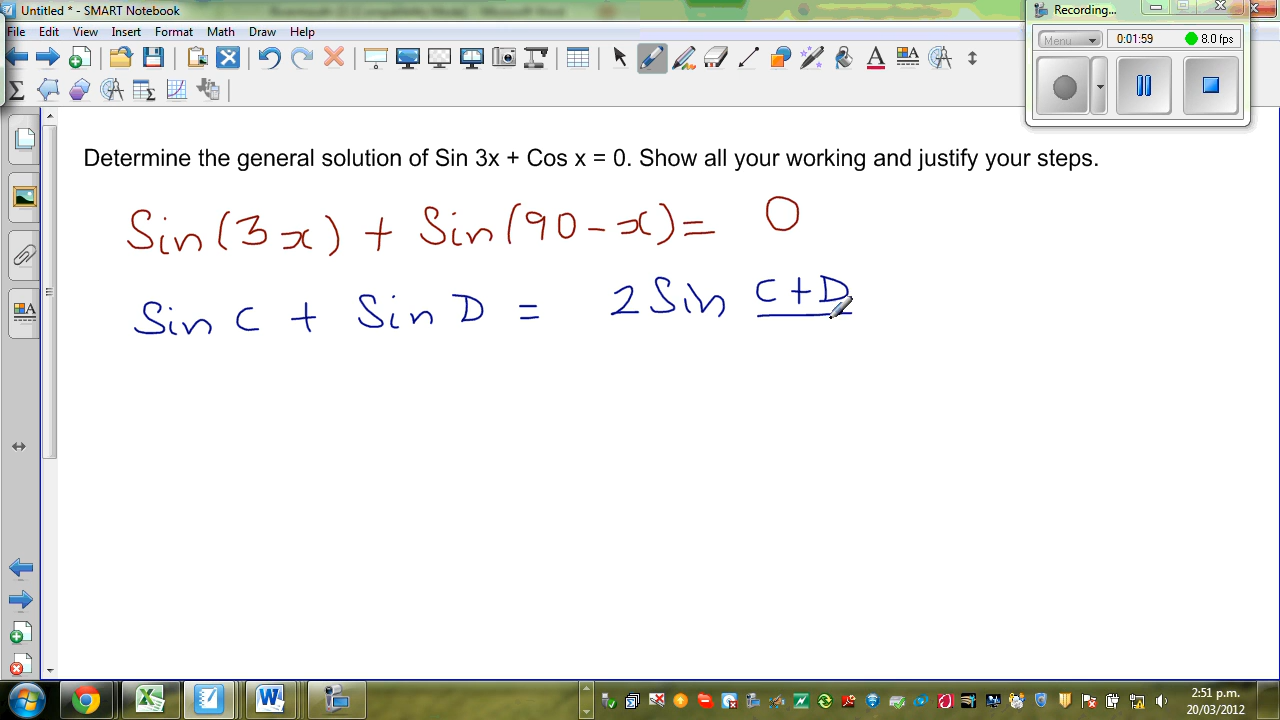 Untitled * - SMART Notebook
Recording...
File Edit View Insert Format Math Draw Help
Menu 0:01:59 8.0 fps
Determine the general solution of Sin 3x + Cos x = 0. Show all your working and justify your steps.
Sin(3x) + Sin(90-x)= 0
Sin C + Sin D = 2 Sin C+D
2:51 p.m.
20/03/2012